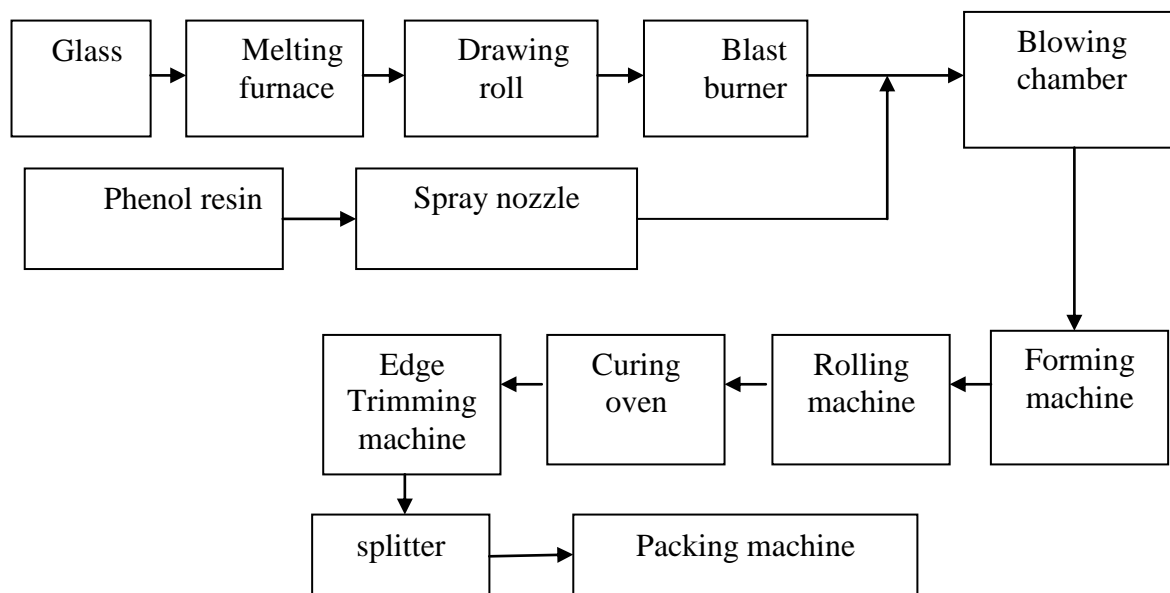 Glass
Melting
furnace
Drawing
roll
Blast
burner
Blowing
chamber
Phenol resin
Spray nozzle
Edge
Trimming
machine
Curing
oven
Rolling
machine
Forming
machine
splitter
Packing machine